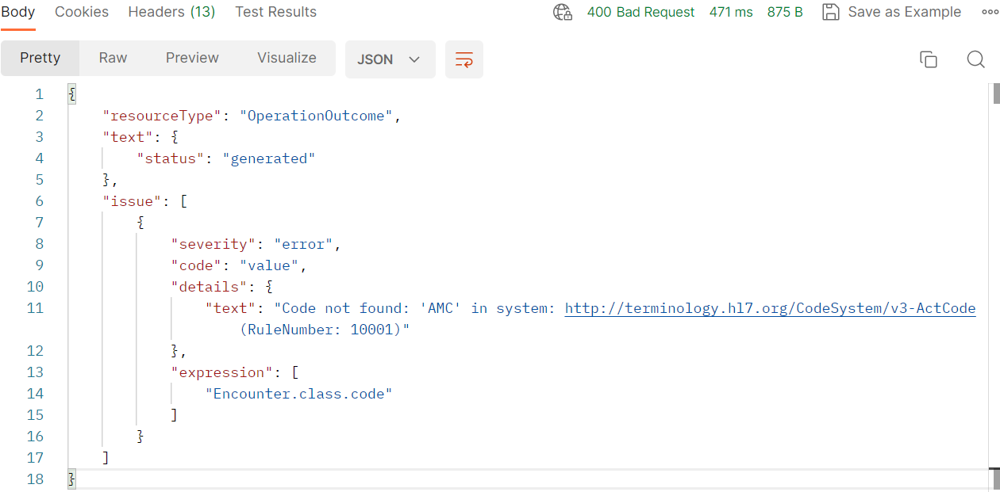 Body Cookies Headers (13) Test Results 400 Bad Request 471 ms 875 B Save as Example
Pretty Raw Preview Visualize JSON
1 {
2 "resourceType": "OperationOutcome",
3 "text": {
4 "status": "generated"
5 },
6 "issue": [
7 {
8 "severity": "error",
9 "code": "value",
10 "details": {
11 "text": "Code not found: 'AMC' in system: http://terminology.hl7.org/CodeSystem/v3-ActCode
(RuleNumber: 10001)"
12 },
13 "expression": [
14 "Encounter.class.code"
15 ]
16 }
17 ]
18 }